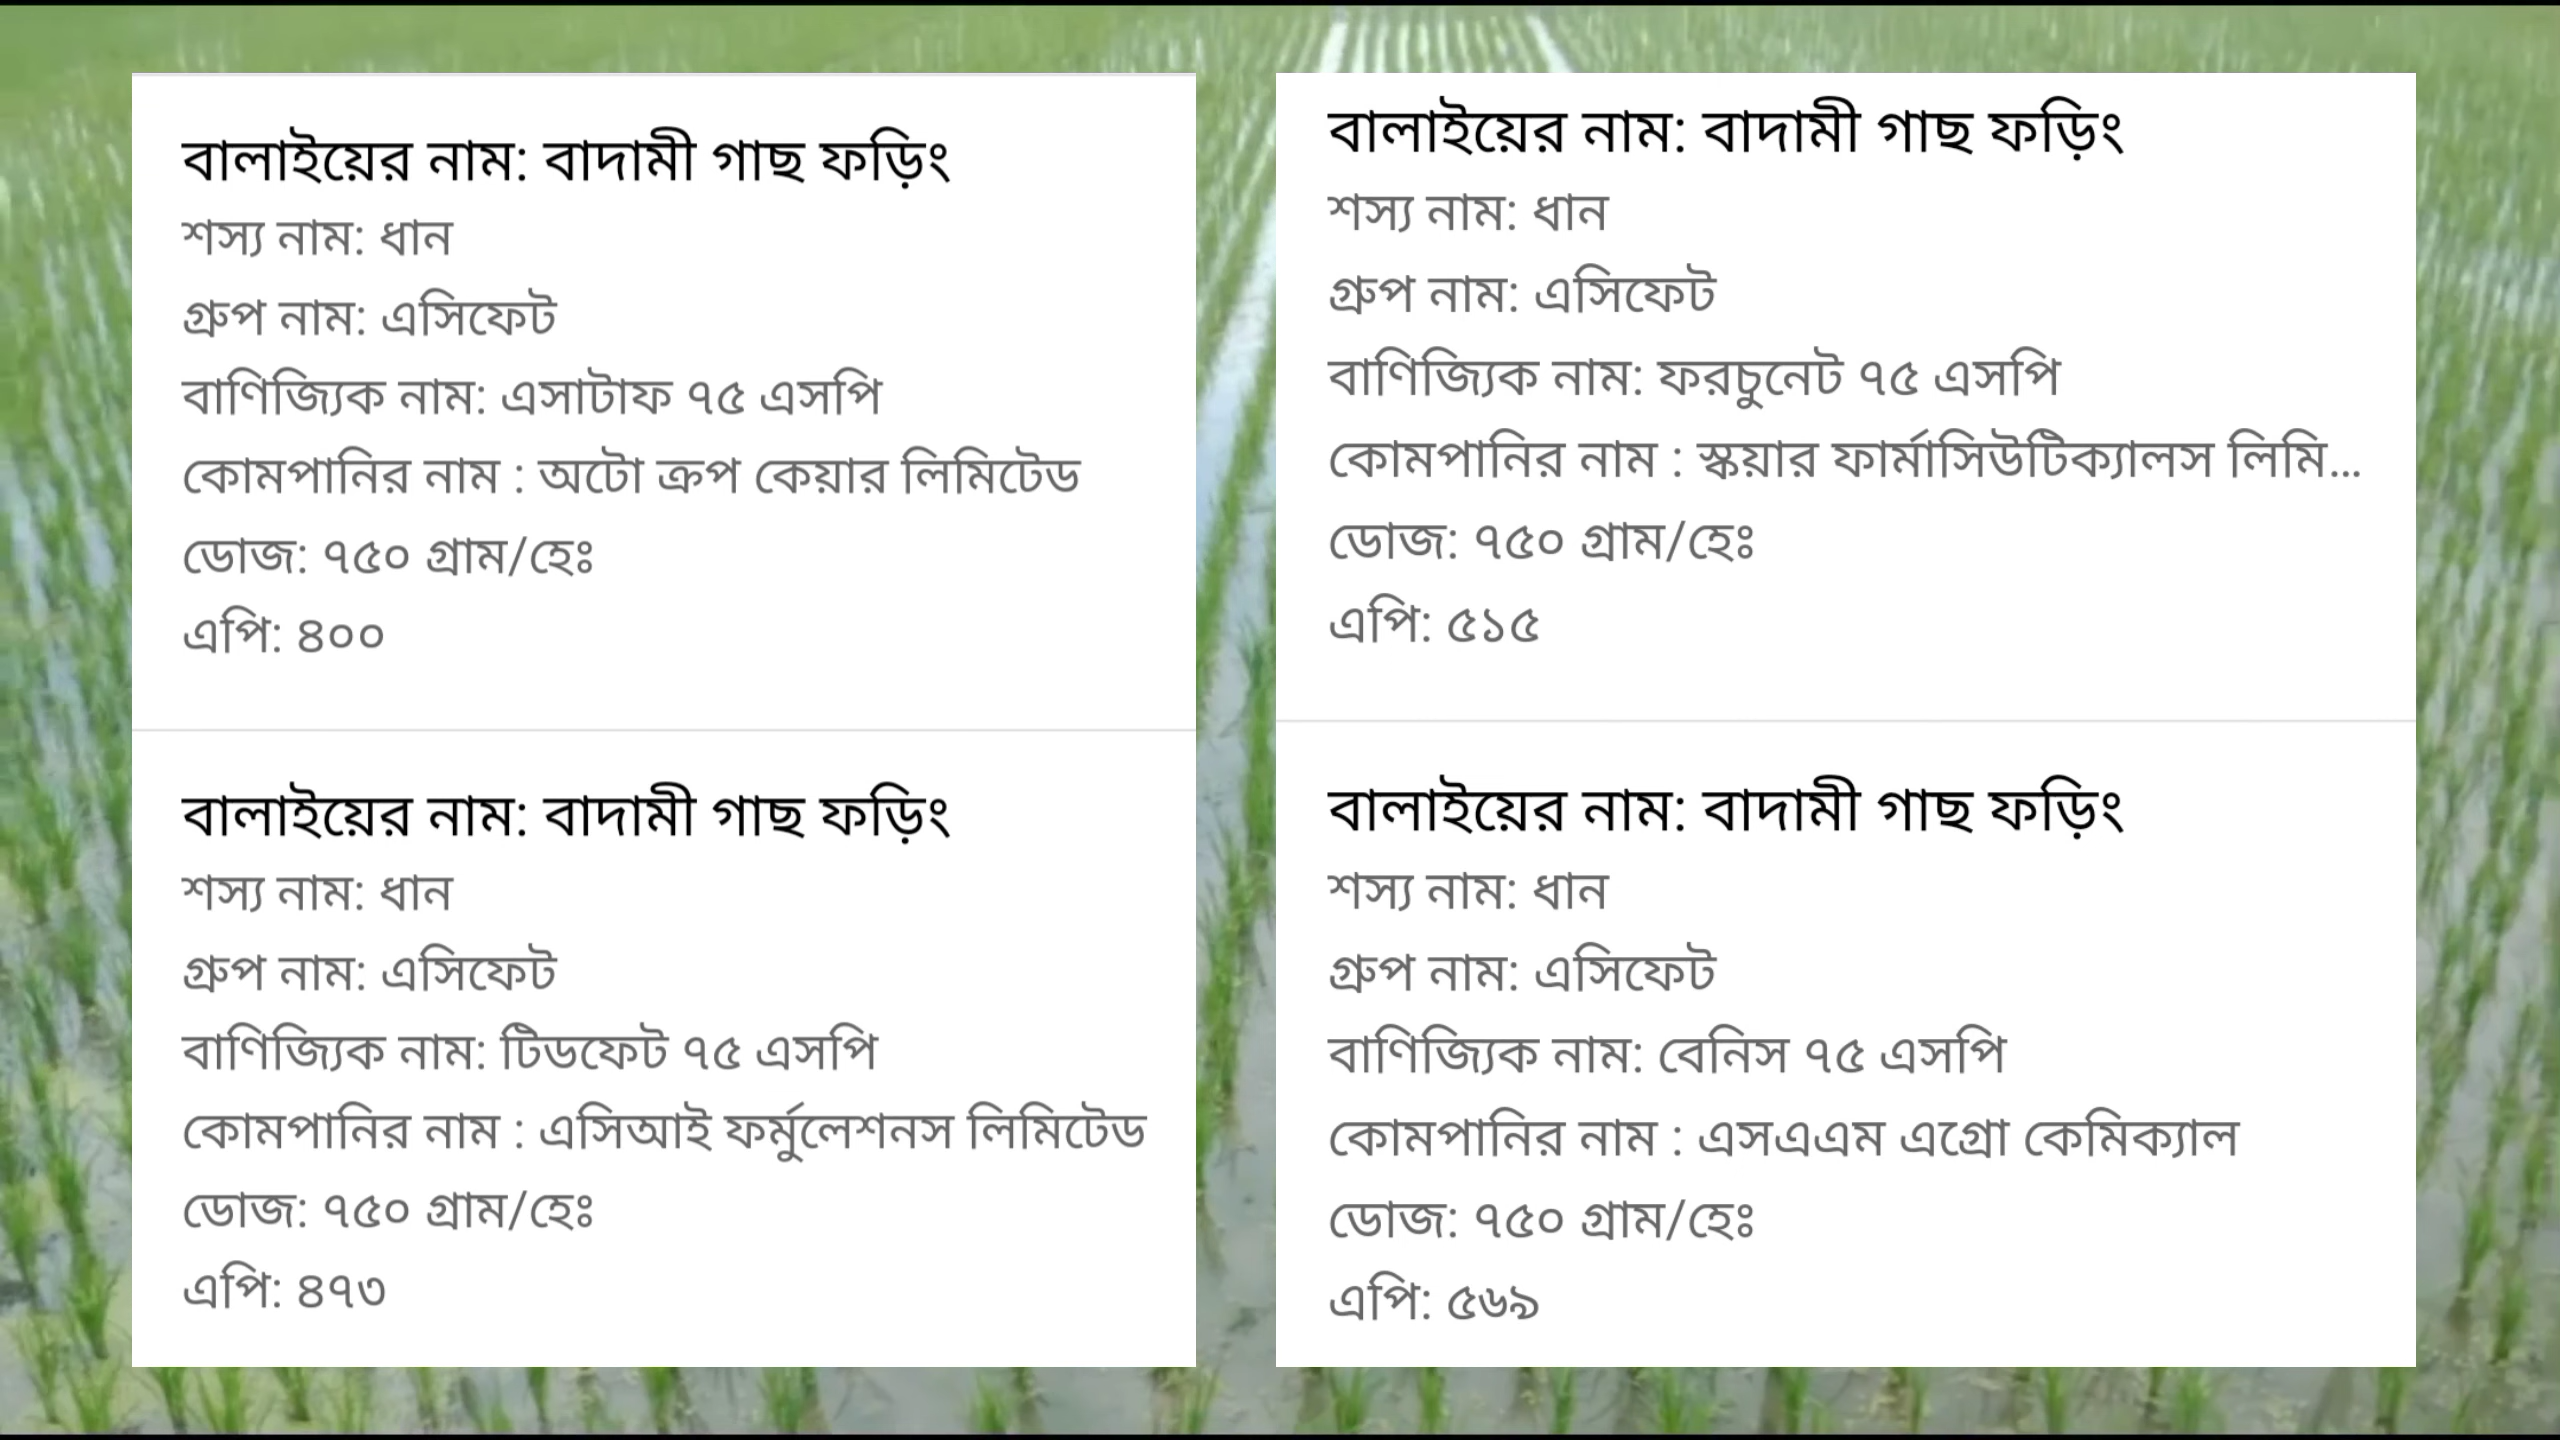 বালাইয়ের নাম: বাদামী গাছ ফড়িং
শস্য নাম: ধান
গ্রুপ নাম: এসিফেট
বাণিজ্যিক নাম: এসাটাফ ৭৫ এসপি
কোমপানির নাম : অটো ক্রপ কেয়ার লিমিটেড
ডোজ: ৭৫০ গ্রাম/হেঃ
এপি: ৪০০
বালাইয়ের নাম: বাদামী গাছ ফড়িং
শস্য নাম: ধান
গ্রুপ নাম: এসিফেট
বাণিজ্যিক নাম: টিডফেট ৭৫ এসপি
কোমপানির নাম : এসিআই ফর্মুলেশনস লিমিটেড
ডোজ: ৭৫০ গ্রাম/হেঃ
এপি: ৪৭৩
বালাইয়ের নাম: বাদামী গাছ ফড়িং
শস্য নাম: ধান
গ্রুপ নাম: এসিফেট
বাণিজ্যিক নাম: ফরচুনেট ৭৫ এসপি
কোমপানির নাম : স্কয়ার ফার্মাসিউটিক্যালস লিমি...
ডোজ: ৭৫০ গ্রাম/হেঃ
এপি: ৫১৫
বালাইয়ের নাম: বাদামী গাছ ফড়িং
শস্য নাম: ধান
গ্রুপ নাম: এসিফেট
বাণিজ্যিক নাম: বেনিস ৭৫ এসপি
কোমপানির নাম : এসএএম এগ্রো কেমিক্যাল
ডোজ: ৭৫০ গ্রাম/হেঃ
এপি: ৫৬৯